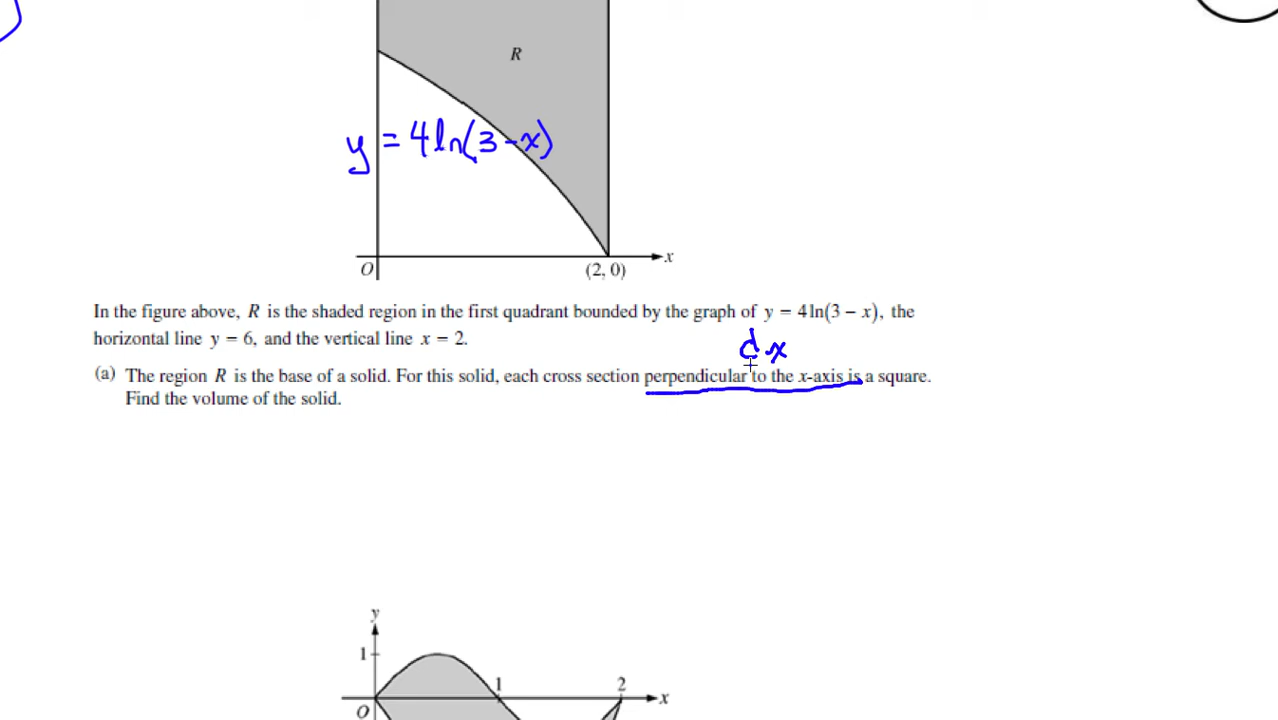 R
y = 4ln(3-x)
O
x
(2, 0)
In the figure above, R is the shaded region in the first quadrant bounded by the graph of y = 4ln(3 − x), the
horizontal line y = 6, and the vertical line x = 2.
dx
(a) The region R is the base of a solid. For this solid, each cross section perpendicular to the x-axis is a square.
Find the volume of the solid.
y
1
1
2
x
O